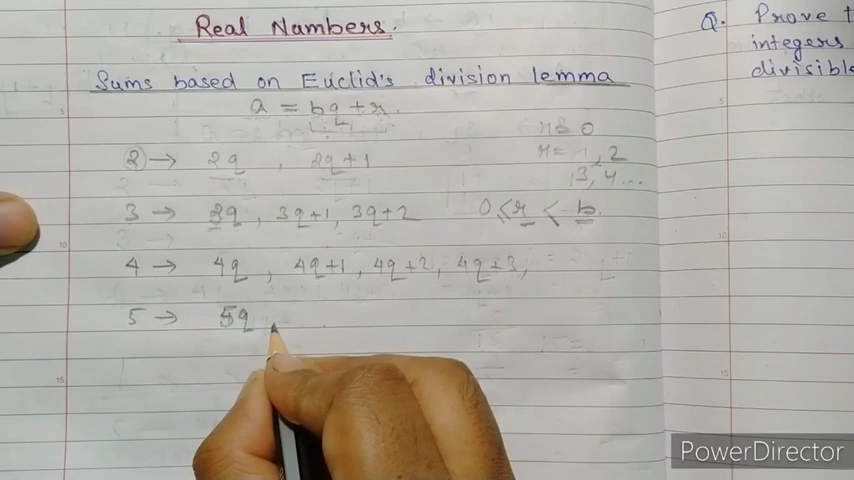 Real Numbers.
Sums based on Euclid's division lemma
a = bq + r.
2 → 2q , 2q+1
3 → 3q , 3q+1, 3q+2
4 → 4q , 4q+1, 4q+2, 4q+3,
5 → 5q
0
r = 1, 2
3, 4...
0 ≤ r < b.
Q. Prove t
integers
divisible
PowerDirector